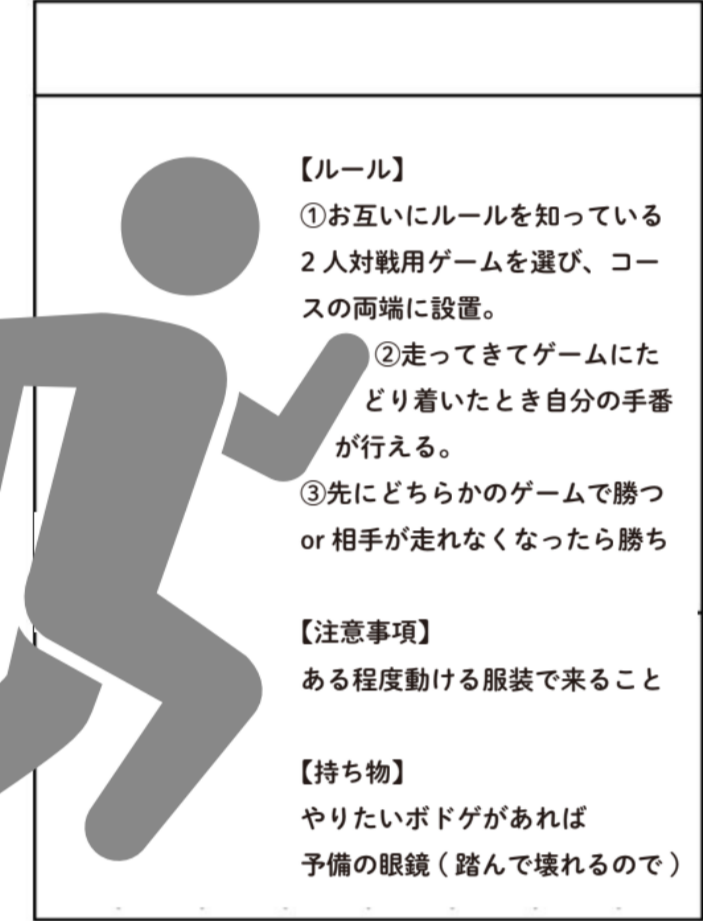 【ルール】
①お互いにルールを知っている
2 人対戦用ゲームを選び、コー
スの両端に設置。
②走ってきてゲームにた
どり着いたとき自分の手番
が行える。
③先にどちらかのゲームで勝つ
or 相手が走れなくなったら勝ち
【注意事項】
ある程度動ける服装で来ること
【持ち物】
やりたいボドゲがあれば
予備の眼鏡 ( 踏んで壊れるので )